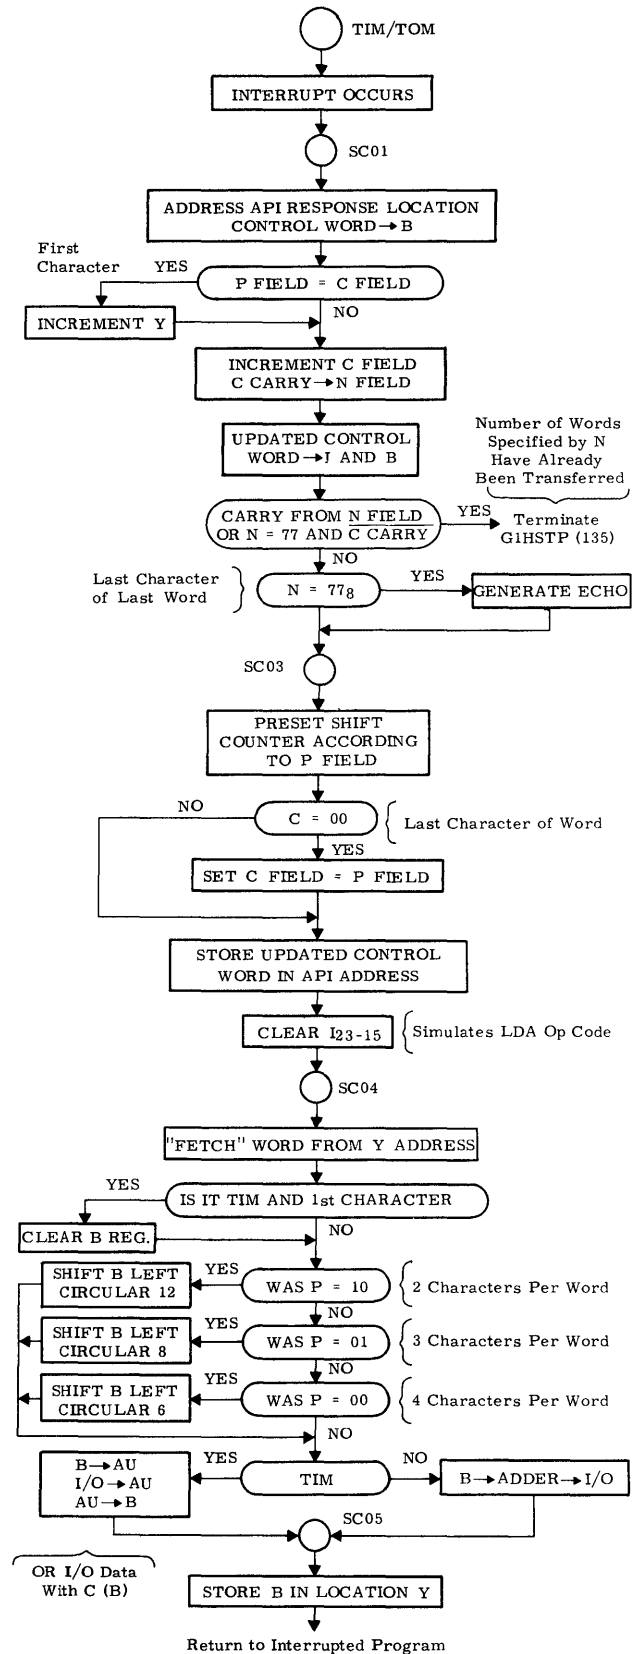 TIM/TOM
INTERRUPT OCCURS
SC01
ADDRESS API RESPONSE LOCATION
CONTROL WORD→B
First
Character
YES
P FIELD = C FIELD
NO
INCREMENT Y
INCREMENT C FIELD
C CARRY→N FIELD
UPDATED CONTROL
WORD→I AND B
Number of Words
Specified by N
Have Already
Been Transferred
CARRY FROM N FIELD
OR N = 77 AND C CARRY
YES
Terminate
G1HSTP (135)
NO
Last Character
of Last Word
N = 77₈
YES
GENERATE ECHO
SC03
PRESET SHIFT
COUNTER ACCORDING
TO P FIELD
NO
C = 00
Last Character of Word
YES
SET C FIELD = P FIELD
STORE UPDATED CONTROL
WORD IN API ADDRESS
CLEAR I23-15
Simulates LDA Op Code
SC04
"FETCH" WORD FROM Y ADDRESS
YES
IS IT TIM AND 1st CHARACTER
CLEAR B REG.
NO
SHIFT B LEFT
CIRCULAR 12
YES
WAS P = 10
2 Characters Per Word
NO
SHIFT B LEFT
CIRCULAR 8
YES
WAS P = 01
3 Characters Per Word
NO
SHIFT B LEFT
CIRCULAR 6
YES
WAS P = 00
4 Characters Per Word
NO
B→AU
I/O→AU
AU→B
YES
TIM
NO
B→ADDER→I/O
SC05
OR I/O Data
With C (B)
STORE B IN LOCATION Y
Return to Interrupted Program